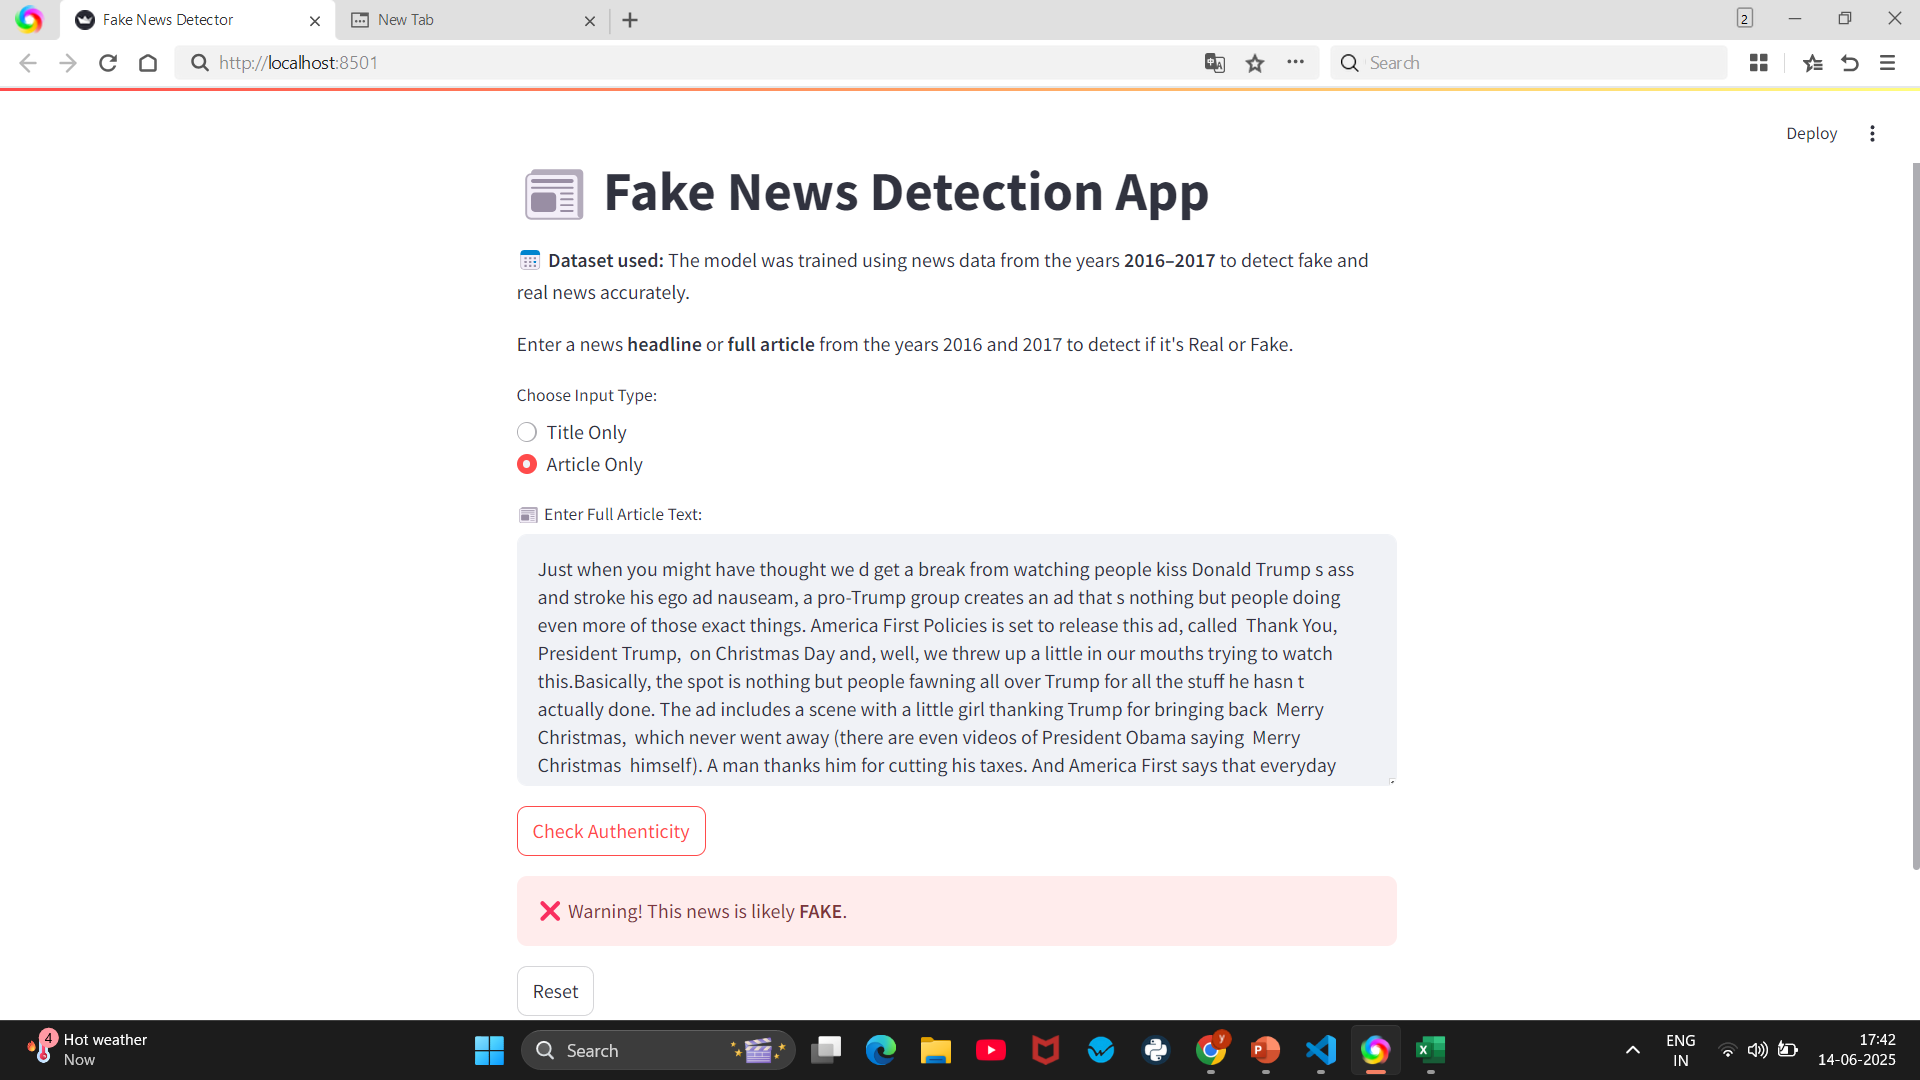 Fake News Detector
New Tab
2
http://localhost:8501
Search
Deploy
Fake News Detection App
Dataset used: The model was trained using news data from the years 2016–2017 to detect fake and
real news accurately.
Enter a news headline or full article from the years 2016 and 2017 to detect if it's Real or Fake.
Choose Input Type:
Title Only
Article Only
Enter Full Article Text:
Just when you might have thought we d get a break from watching people kiss Donald Trump s ass
and stroke his ego ad nauseam, a pro-Trump group creates an ad that s nothing but people doing
even more of those exact things. America First Policies is set to release this ad, called  Thank You,
President Trump,  on Christmas Day and, well, we threw up a little in our mouths trying to watch
this.Basically, the spot is nothing but people fawning all over Trump for all the stuff he hasn t
actually done. The ad includes a scene with a little girl thanking Trump for bringing back  Merry
Christmas,  which never went away (there are even videos of President Obama saying  Merry
Christmas  himself). A man thanks him for cutting his taxes. And America First says that everyday
Check Authenticity
❌ Warning! This news is likely FAKE.
Reset
4
Hot weather
Now
Search
y
P
X
ENG
IN
17:42
14-06-2025